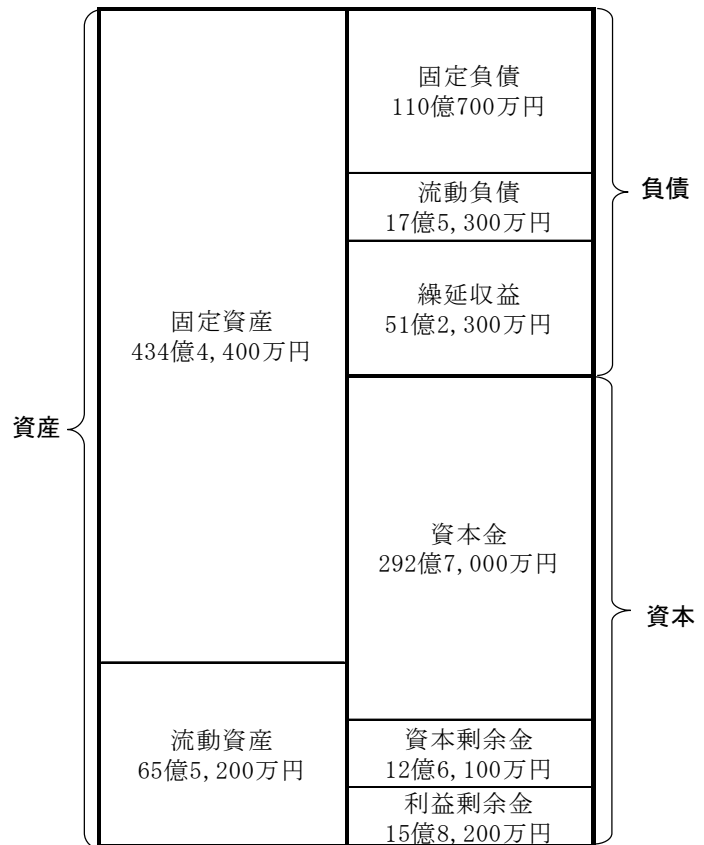 資産
固定資産
434億4,400万円
流動資産
65億5,200万円
固定負債
110億700万円
流動負債
17億5,300万円
繰延収益
51億2,300万円
負債
資本金
292億7,000万円
資本剰余金
12億6,100万円
利益剰余金
15億8,200万円
資本